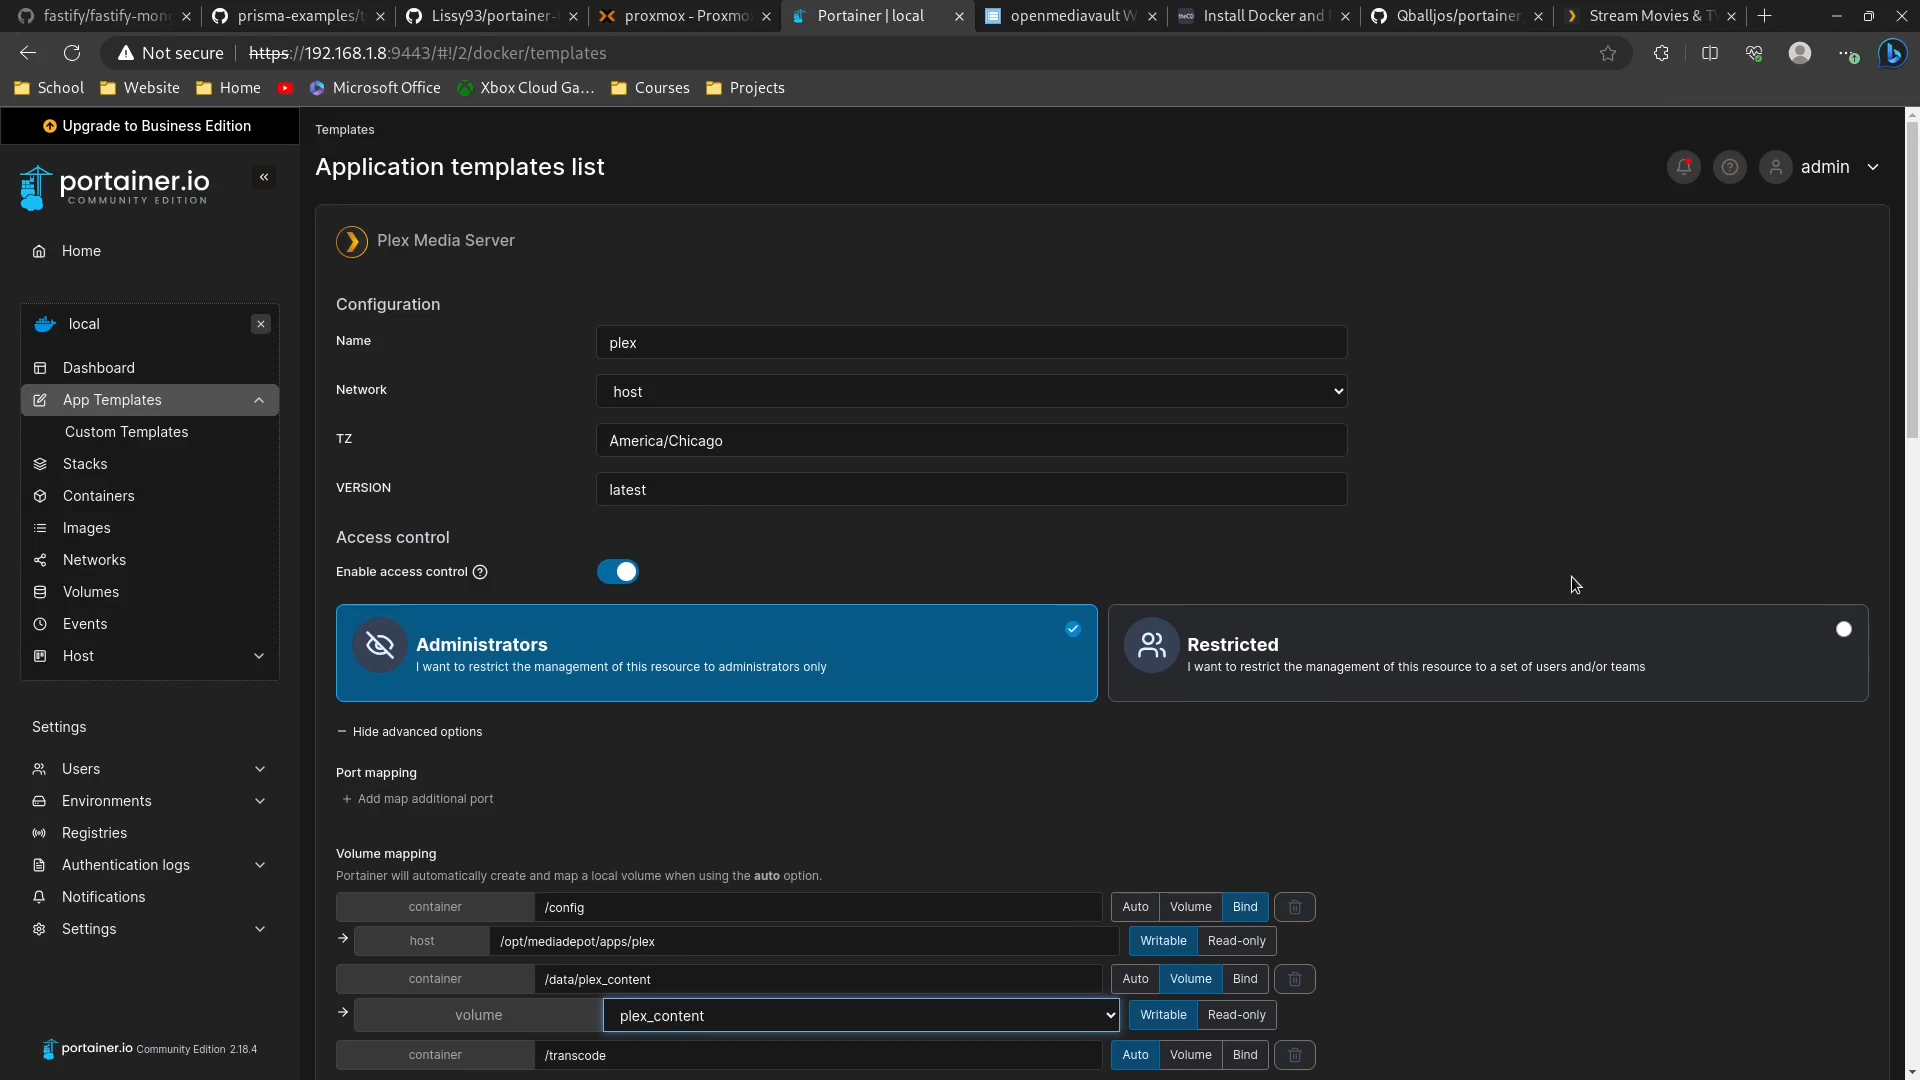 fastify/fastify-mon
prisma-examples/t
Lissy93/portainer-
proxmox - Proxmo
Portainer | local
openmediavault W
Install Docker and
Qballjos/portainer_
Stream Movies & T
Not secure
https://192.168.1.8:9443/#!/2/docker/templates
School
Website
Home
Microsoft Office
Xbox Cloud Ga...
Courses
Projects
Upgrade to Business Edition
portainer.io
COMMUNITY EDITION
Home
local
Dashboard
App Templates
Custom Templates
Stacks
Containers
Images
Networks
Volumes
Events
Host
Settings
Users
Environments
Registries
Authentication logs
Notifications
Settings
portainer.io Community Edition 2.18.4
Templates
Application templates list
admin
Plex Media Server
Configuration
Name
plex
Network
host
TZ
America/Chicago
VERSION
latest
Access control
Enable access control
Administrators
I want to restrict the management of this resource to administrators only
Restricted
I want to restrict the management of this resource to a set of users and/or teams
Hide advanced options
Port mapping
+ Add map additional port
Volume mapping
Portainer will automatically create and map a local volume when using the auto option.
container /config Auto Volume Bind
→ host /opt/mediadepot/apps/plex Writable Read-only
container /data/plex_content Auto Volume Bind
→ volume plex_content Writable Read-only
container /transcode Auto Volume Bind